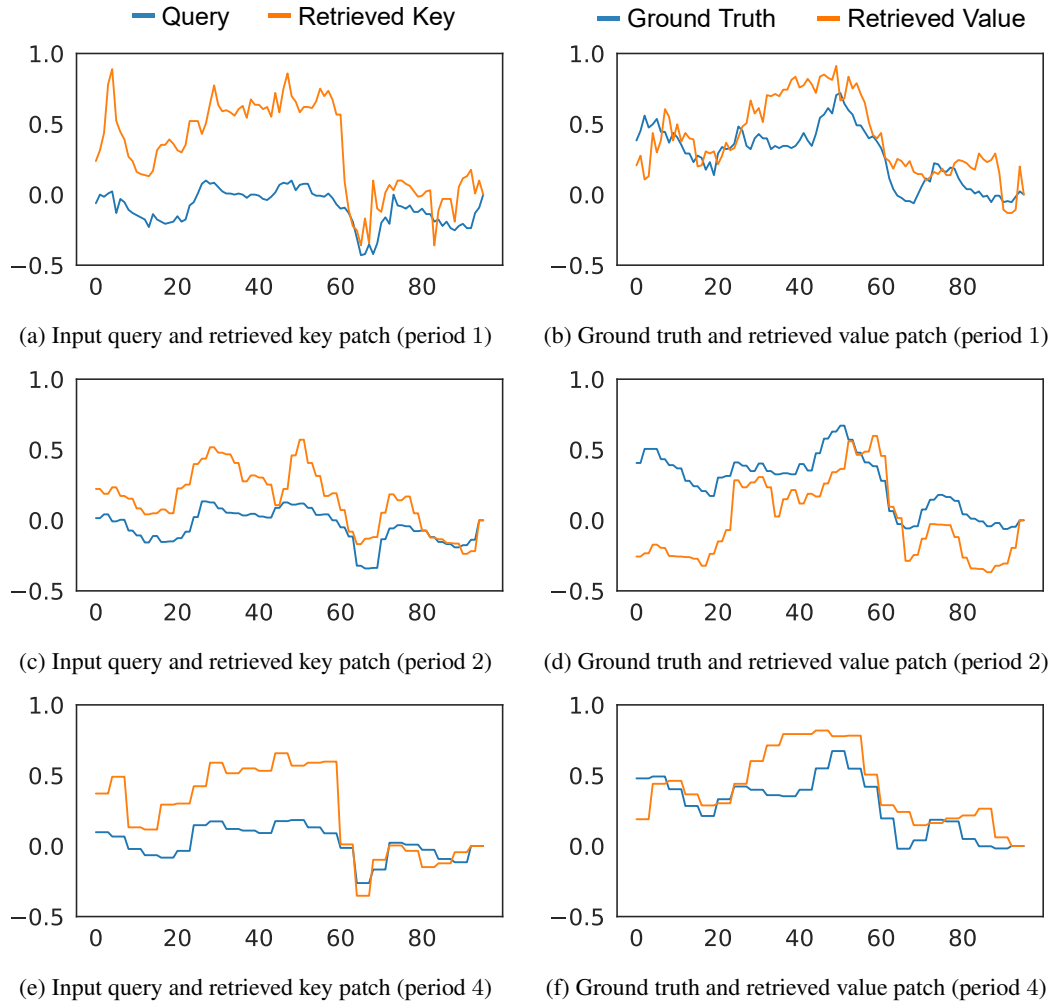 Query Retrieved Key Ground Truth Retrieved Value
1.0 1.0
0.5 0.5
0.0 0.0
−0.5 −0.5
0 20 40 60 80 0 20 40 60 80
(a) Input query and retrieved key patch (period 1) (b) Ground truth and retrieved value patch (period 1)
1.0 1.0
0.5 0.5
0.0 0.0
−0.5 −0.5
0 20 40 60 80 0 20 40 60 80
(c) Input query and retrieved key patch (period 2) (d) Ground truth and retrieved value patch (period 2)
1.0 1.0
0.5 0.5
0.0 0.0
−0.5 −0.5
0 20 40 60 80 0 20 40 60 80
(e) Input query and retrieved key patch (period 4) (f) Ground truth and retrieved value patch (period 4)